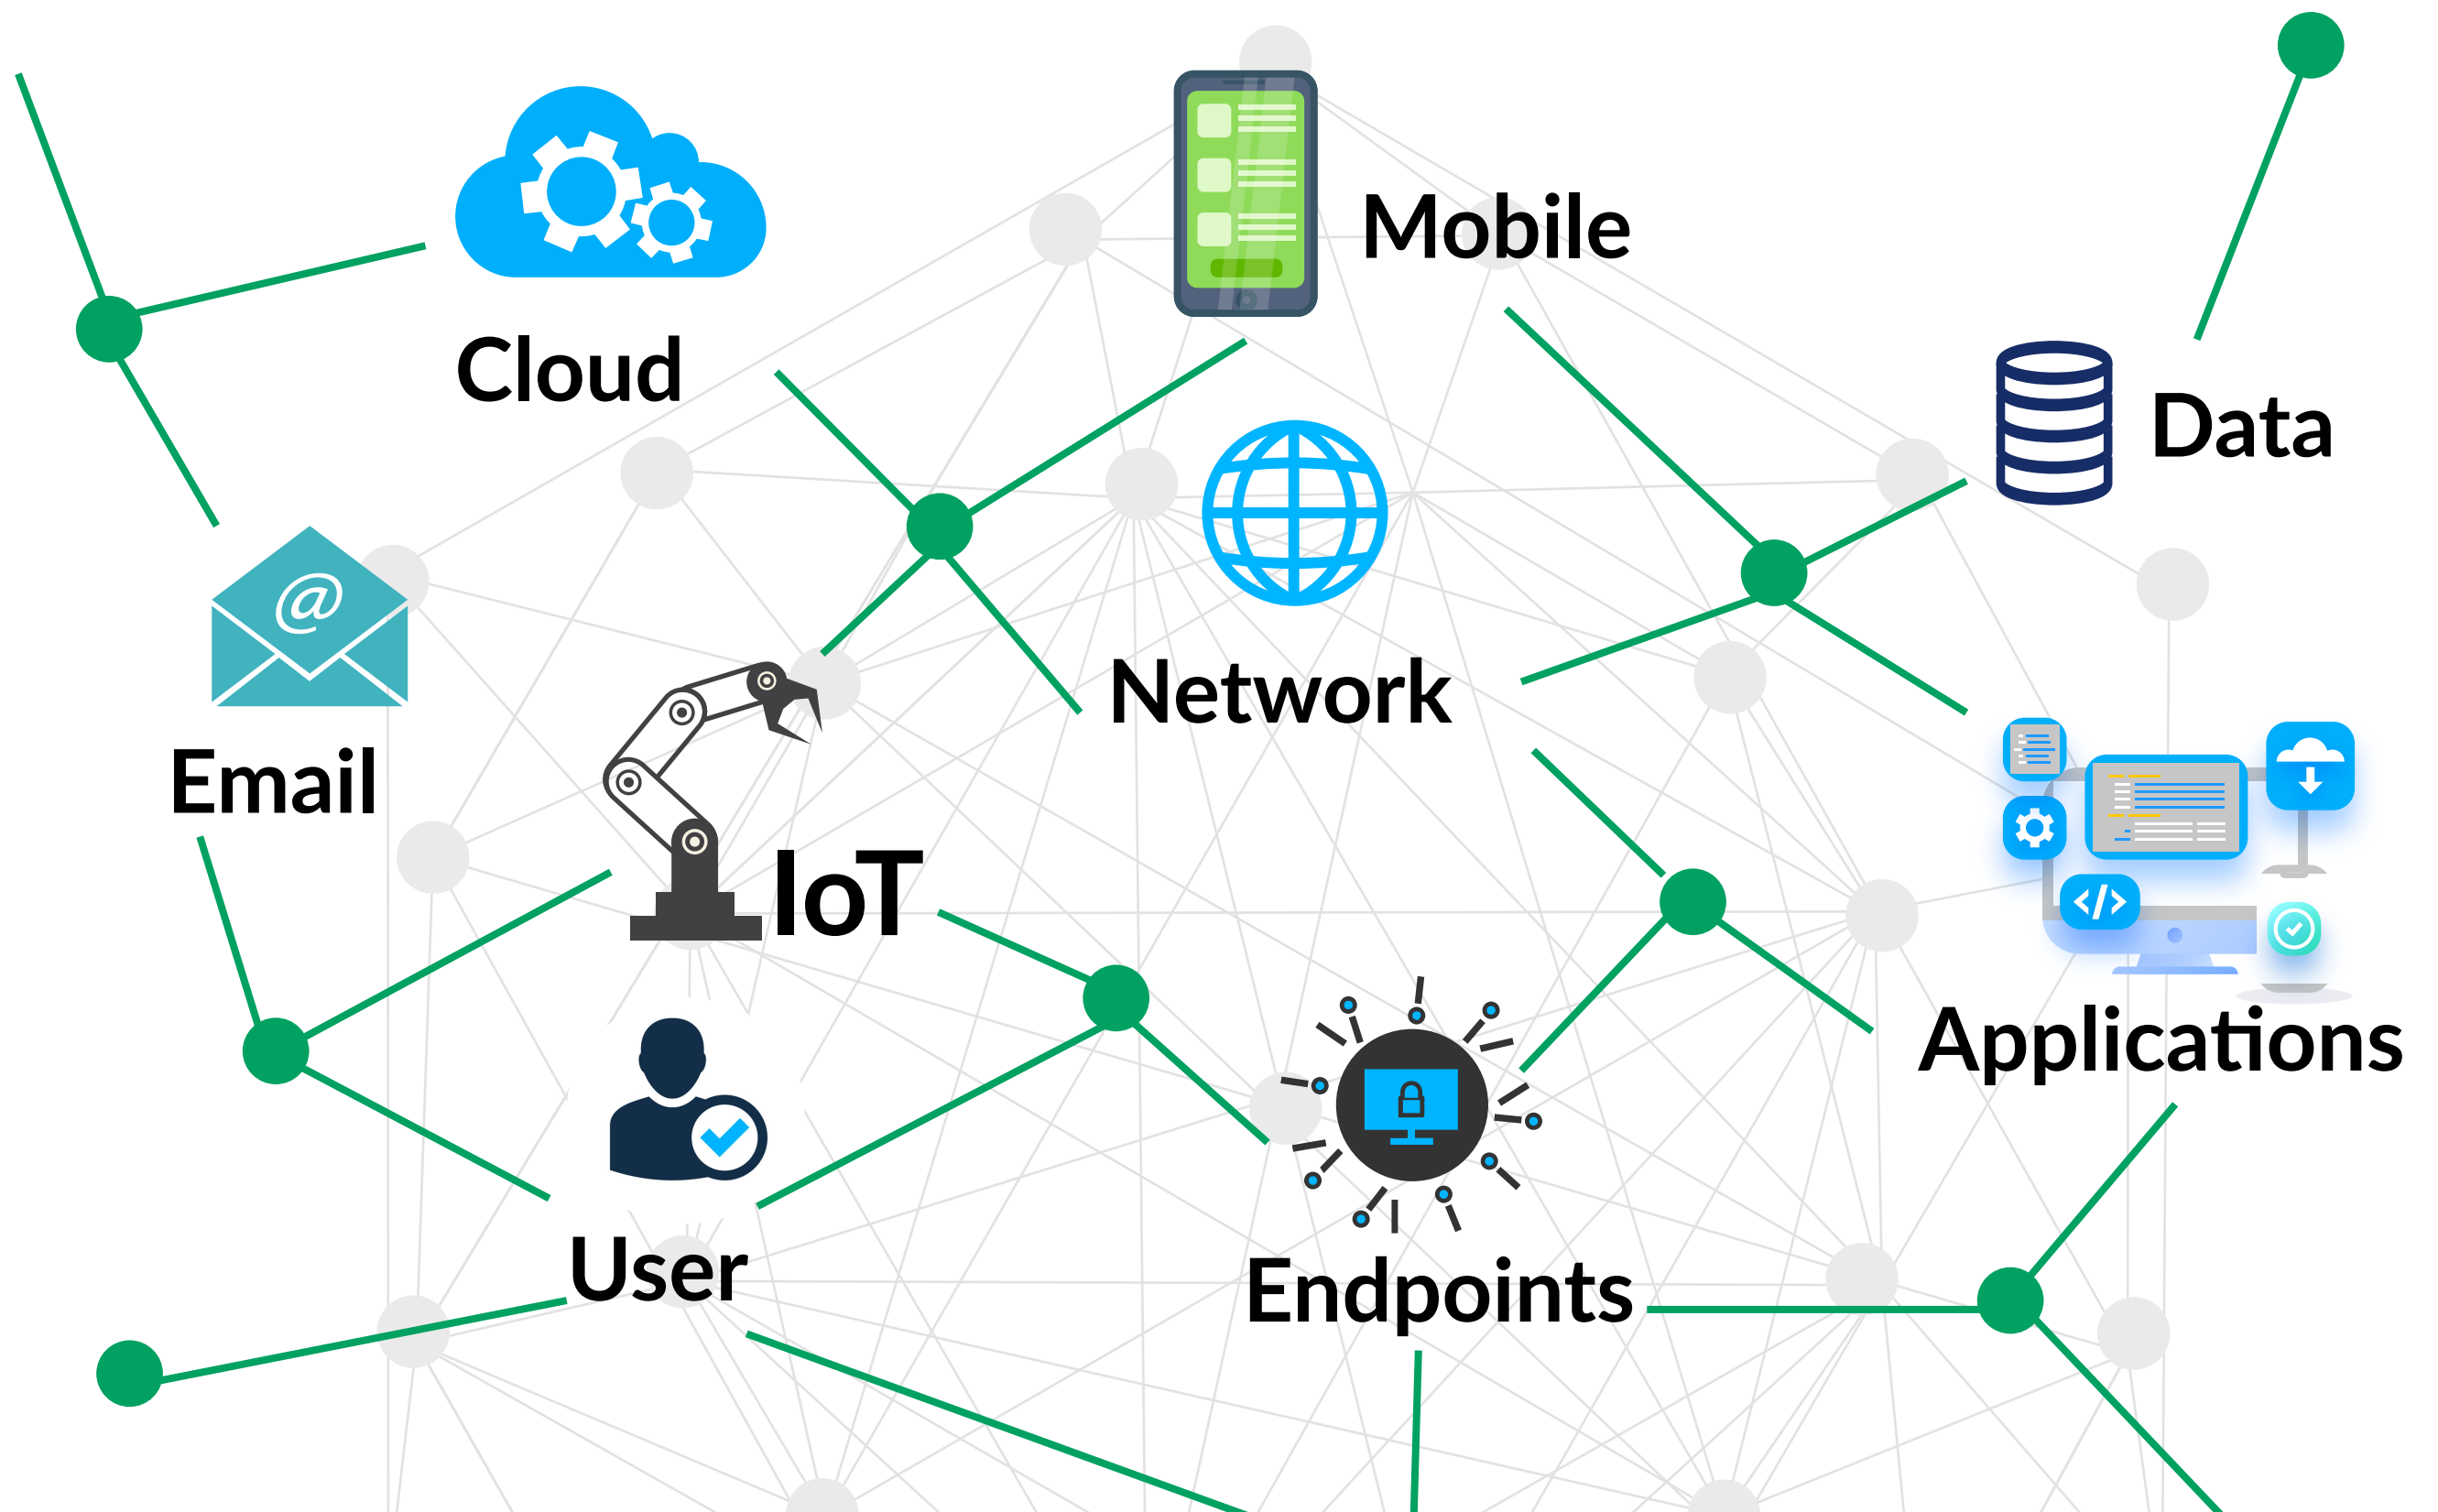 Mobile
Cloud
Data
Network
@
Email
IoT
</>
Applications
User
Endpoints